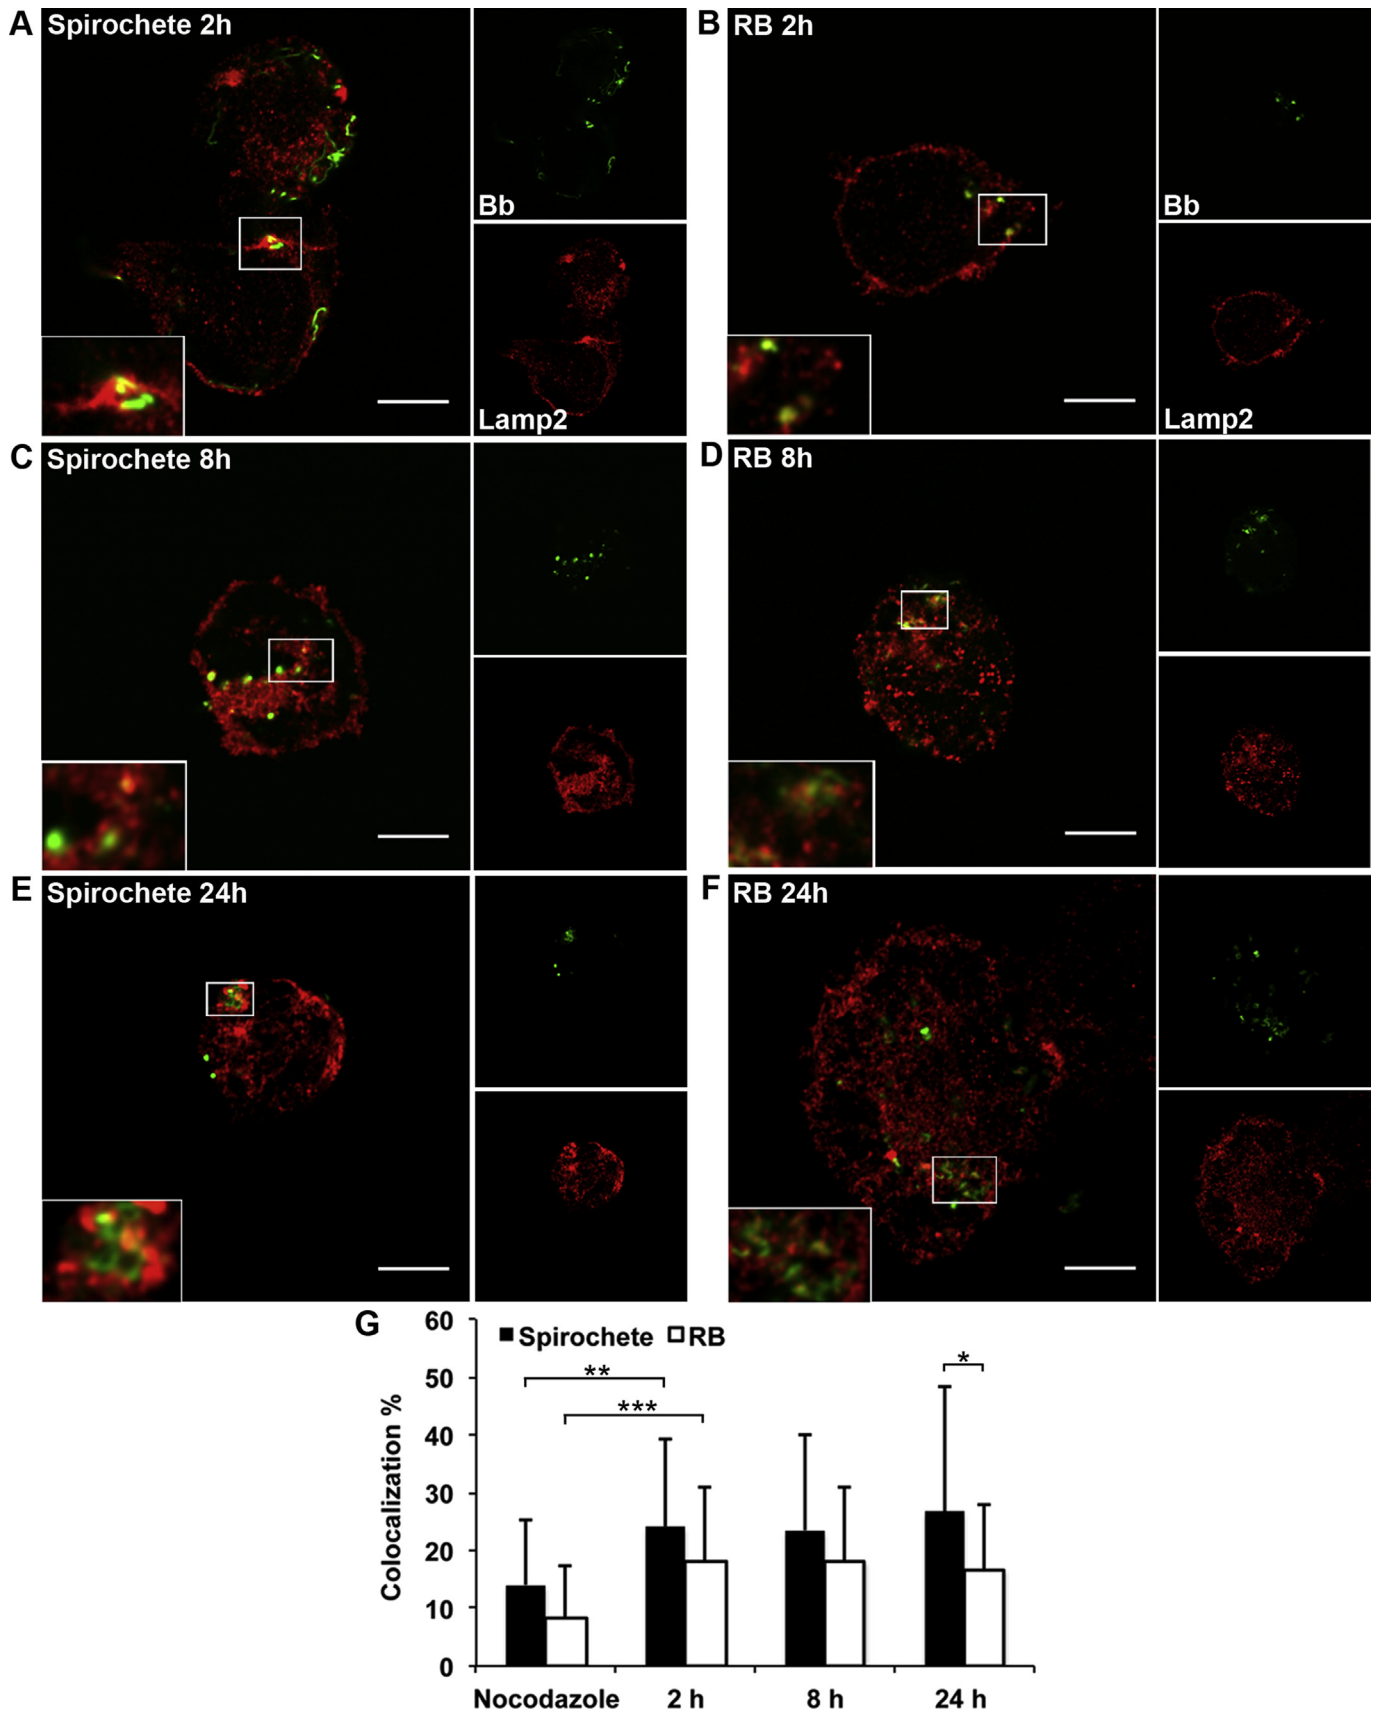 A Spirochete 2h
Bb
Lamp2
B RB 2h
Bb
Lamp2
C Spirochete 8h
D RB 8h
E Spirochete 24h
F RB 24h
G
Spirochete RB
Colocalization %
60
50
40
30
20
10
0
**
***
*
Nocodazole 2 h 8 h 24 h